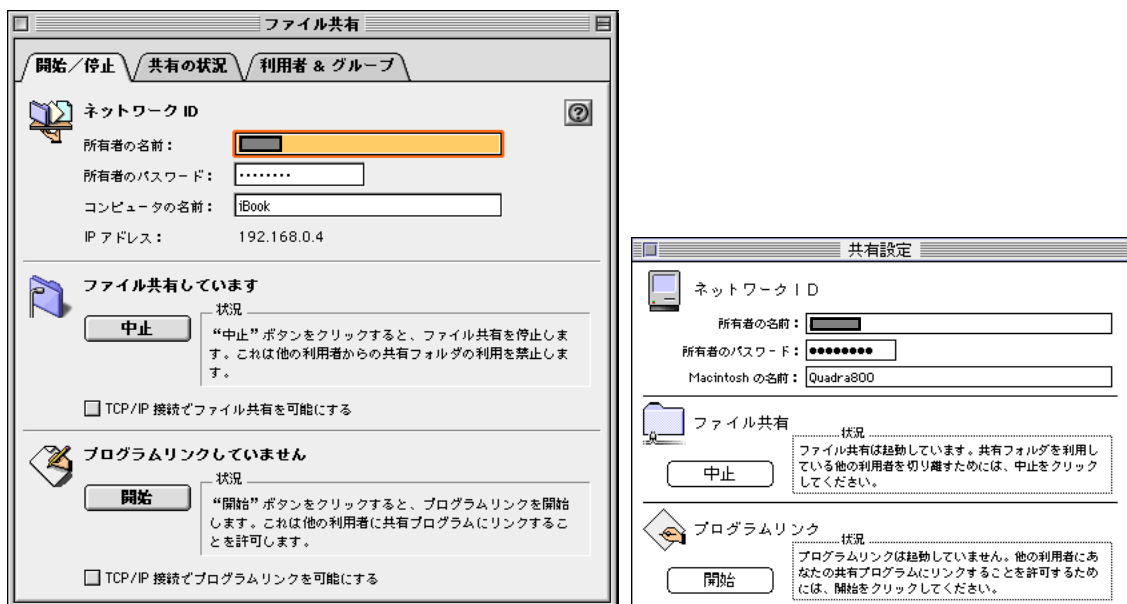 ファイル共有
開始／停止
共有の状況
利用者 & グループ
ネットワーク ID
所有者の名前：
所有者のパスワード： ••••••••
コンピュータの名前： iBook
IP アドレス： 192.168.0.4
ファイル共有しています
中止
状況
“中止”ボタンをクリックすると、ファイル共有を停止しま
す。これは他の利用者からの共有フォルダの利用を禁止しま
す。
TCP/IP 接続でファイル共有を可能にする
プログラムリンクしていません
開始
状況
“開始”ボタンをクリックすると、プログラムリンクを開始
します。これは他の利用者に共有プログラムにリンクするこ
とを許可します。
TCP/IP 接続でプログラムリンクを可能にする
共有設定
ネットワークＩＤ
所有者の名前：
所有者のパスワード： ●●●●●●●●
Macintosh の名前： Quadra800
ファイル共有
状況
中止
ファイル共有は起動しています。共有フォルダを利用し
ている他の利用者を切り離すためには、中止をクリック
してください。
プログラムリンク
状況
開始
プログラムリンクは起動していません。他の利用者にあ
なたの共有プログラムにリンクすることを許可するため
には、開始をクリックしてください。